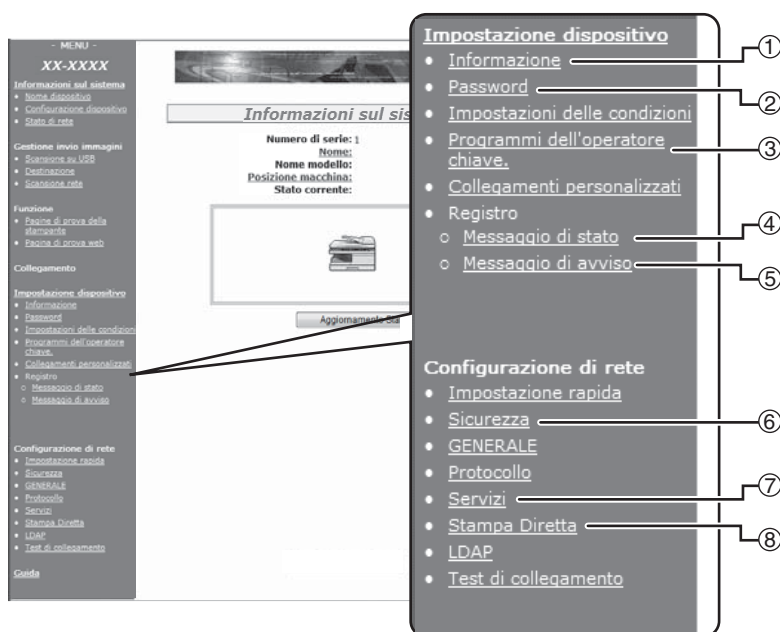 - MENU -
XX-XXXX
Informazioni sul sistema
• Nome dispositivo
• Configurazione dispositivo
• Stato di rete
Gestione invio immagini
• Scansione su USB
• Destinazione
• Scansione rete
Funzione
• Pagine di prova della
stampante
• Pagina di prova web
Collegamento
Impostazione dispositivo
• Informazione
• Password
• Impostazioni delle condizioni
• Programmi dell'operatore
chiave.
• Collegamenti personalizzati
• Registro
o Messaggio di stato
o Messaggio di avviso
Configurazione di rete
• Impostazione rapida
• Sicurezza
• GENERALE
• Protocollo
• Servizi
• Stampa Diretta
• LDAP
• Test di collegamento
Guida
Informazioni sul sis
Numero di serie: 1
Nome:
Nome modello:
Posizione macchina:
Stato corrente:
Aggiornamento Sta
Impostazione dispositivo
• Informazione ①
• Password ②
• Impostazioni delle condizioni
• Programmi dell'operatore ③
chiave.
• Collegamenti personalizzati
• Registro
o Messaggio di stato ④
o Messaggio di avviso ⑤
Configurazione di rete
• Impostazione rapida
• Sicurezza ⑥
• GENERALE
• Protocollo
• Servizi ⑦
• Stampa Diretta ⑧
• LDAP
• Test di collegamento